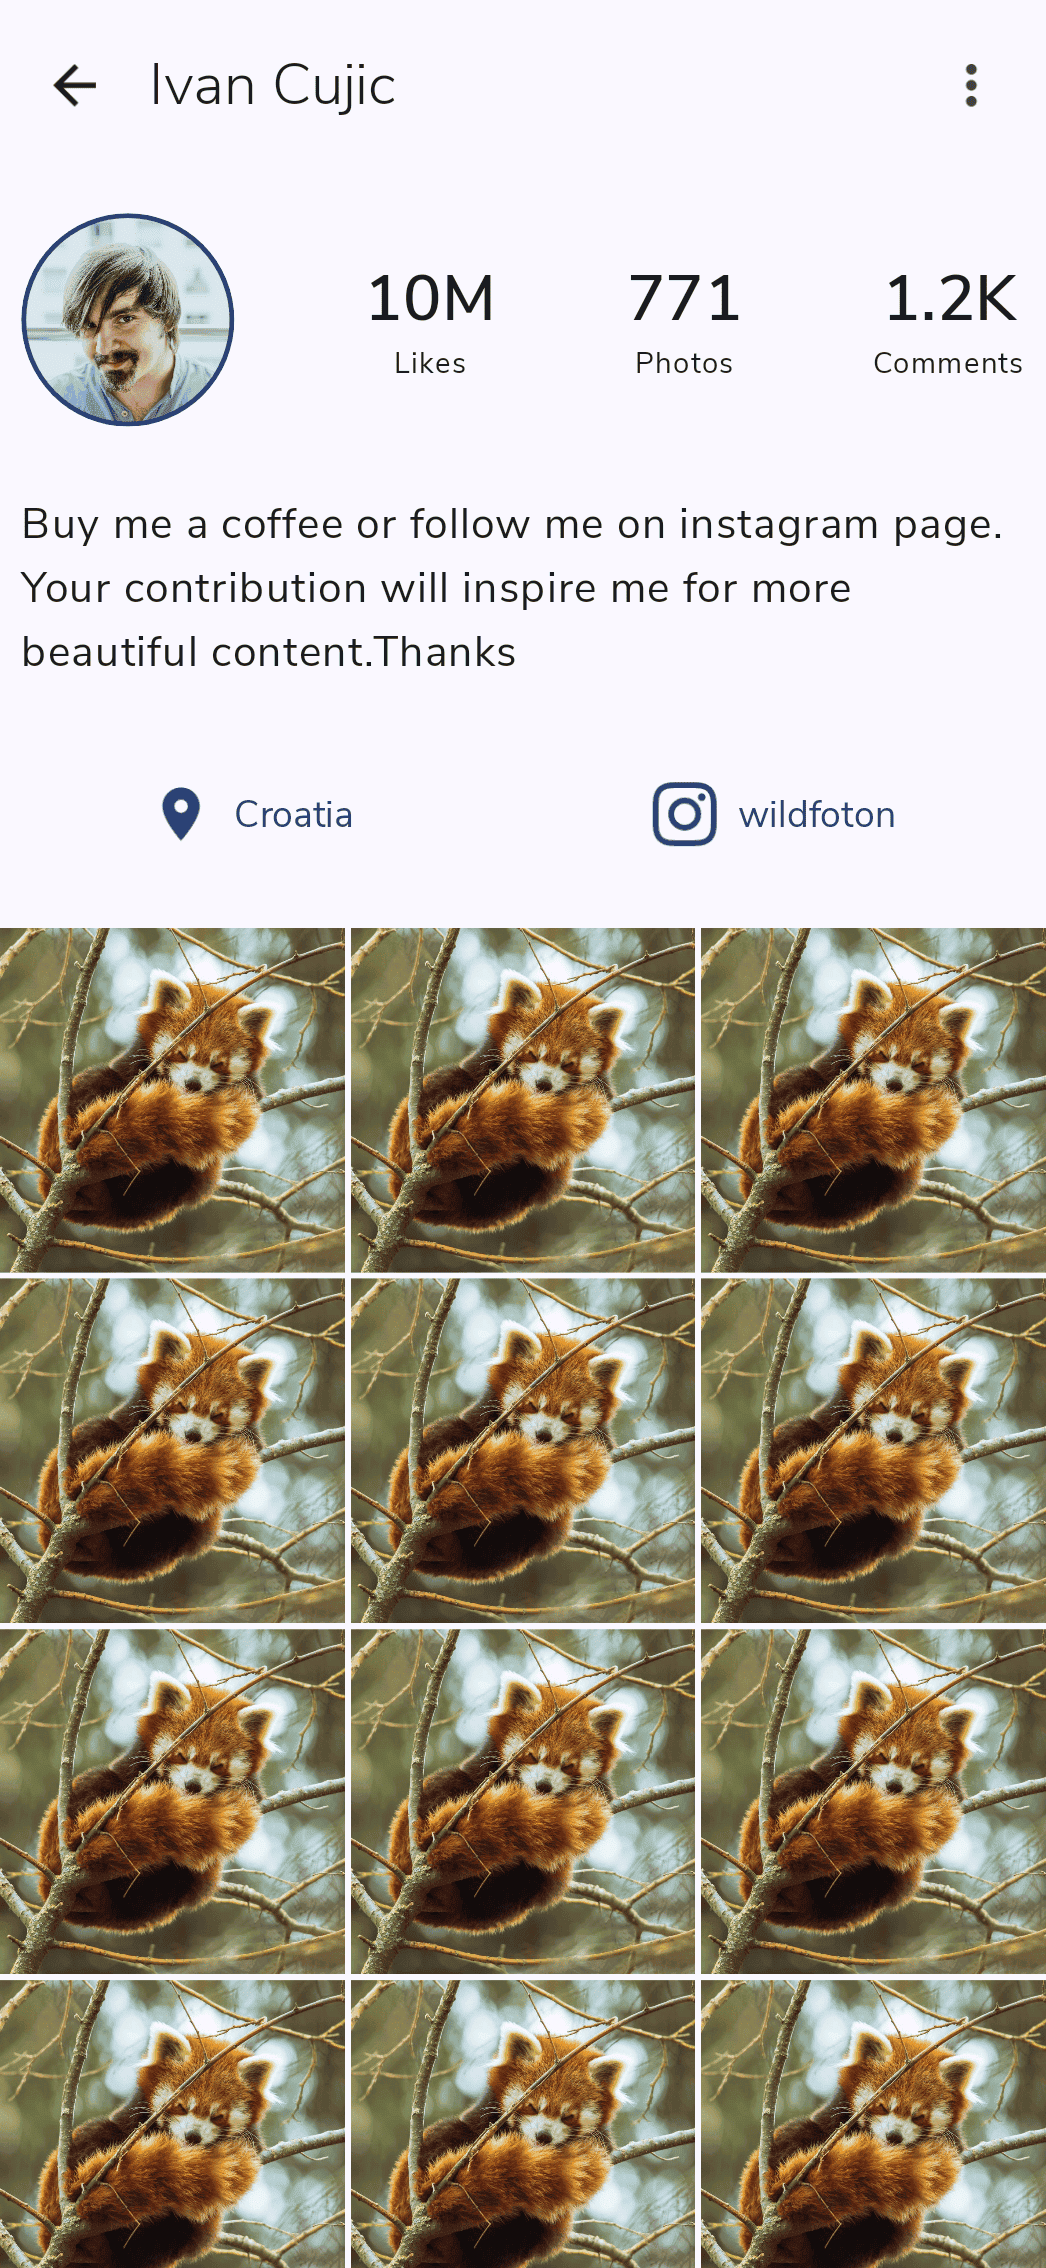 Ivan Cujic
10M
771
1.2K
Likes
Photos
Comments
Buy me a coffee or follow me on instagram page.
Your contribution will inspire me for more
beautiful content.Thanks
Croatia
wildfoton